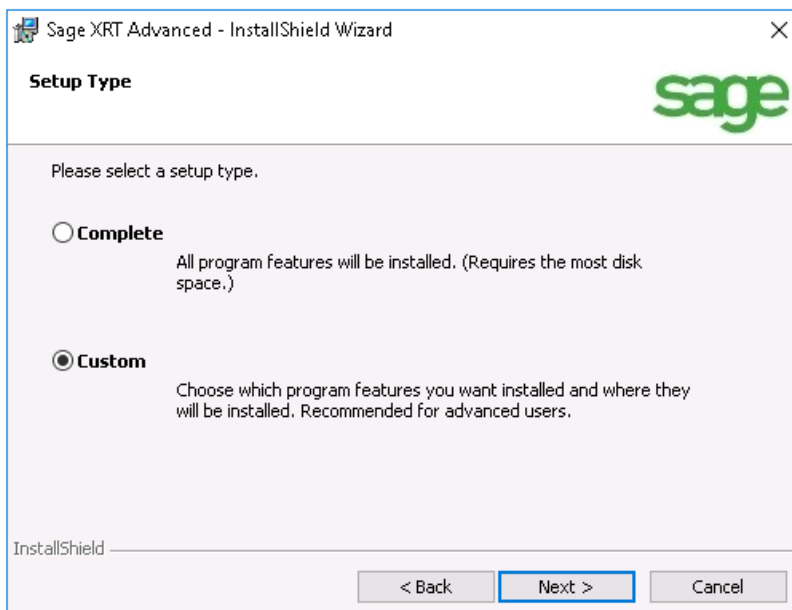 Sage XRT Advanced - InstallShield Wizard
Setup Type
sage
Please select a setup type.
Complete
All program features will be installed. (Requires the most disk
space.)
Custom
Choose which program features you want installed and where they
will be installed. Recommended for advanced users.
InstallShield
< Back
Next >
Cancel